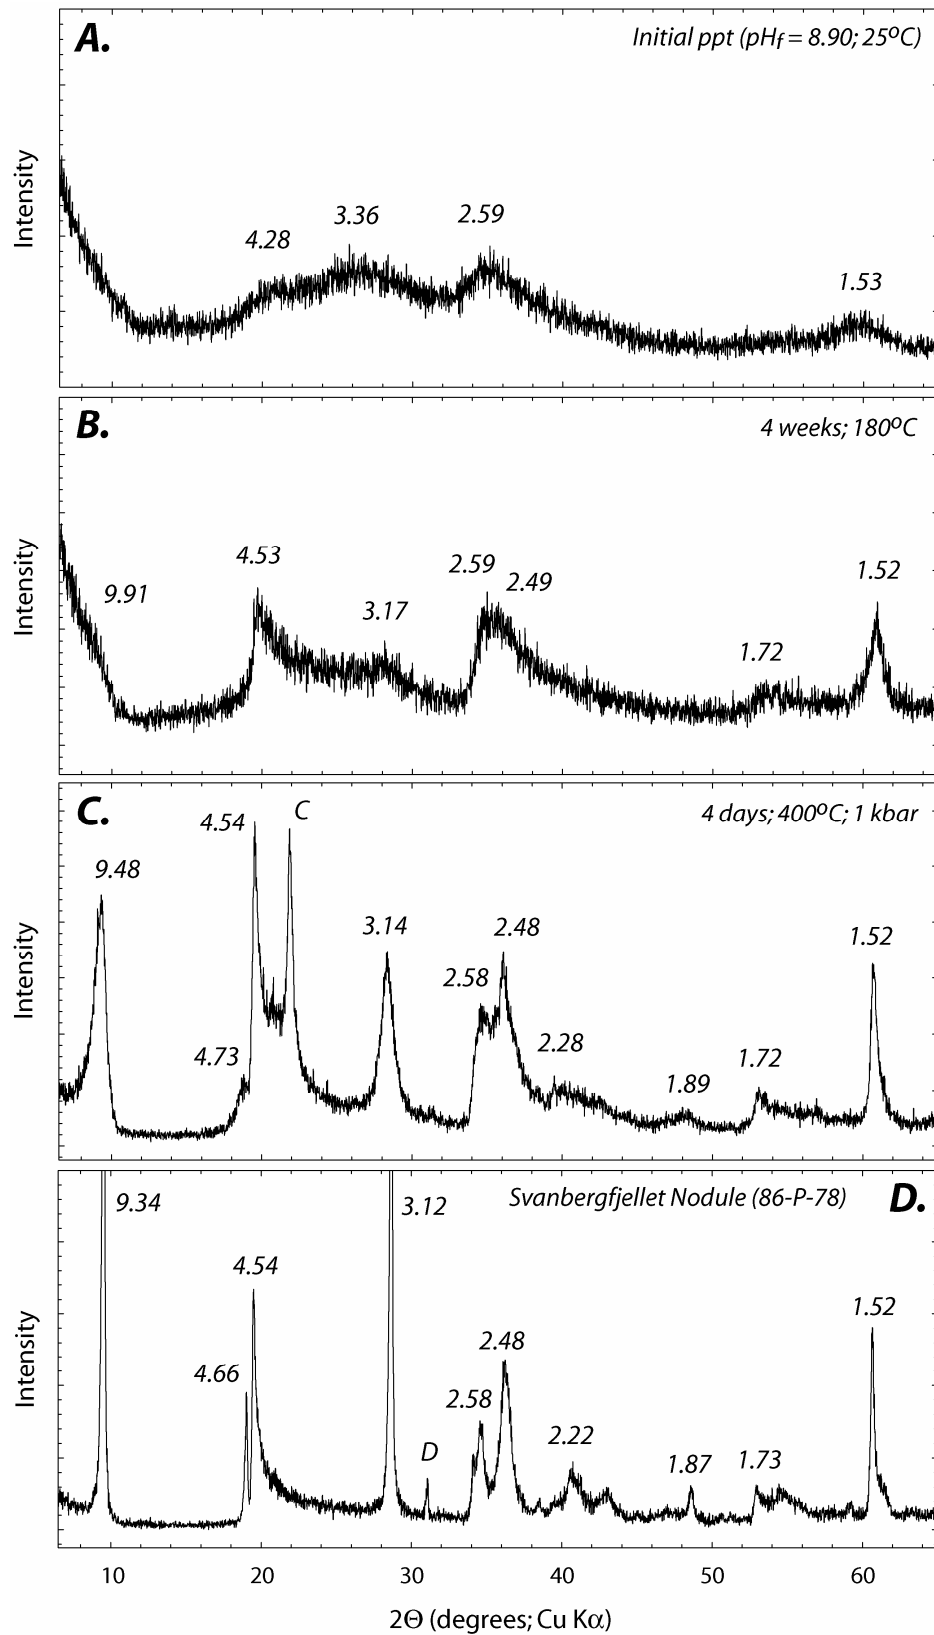 A.
Initial ppt (pHf = 8.90; 25ºC)
Intensity
4.28
3.36
2.59
1.53
B.
4 weeks; 180ºC
Intensity
9.91
4.53
3.17
2.59
2.49
1.72
1.52
C.
4 days; 400ºC; 1 kbar
Intensity
9.48
4.73
4.54
C
3.14
2.58
2.48
2.28
1.89
1.72
1.52
Svanbergfjellet Nodule (86-P-78)
D.
Intensity
9.34
4.66
4.54
3.12
D
2.58
2.48
2.22
1.87
1.73
1.52
10 20 30 40 50 60
2Θ (degrees; Cu Kα)